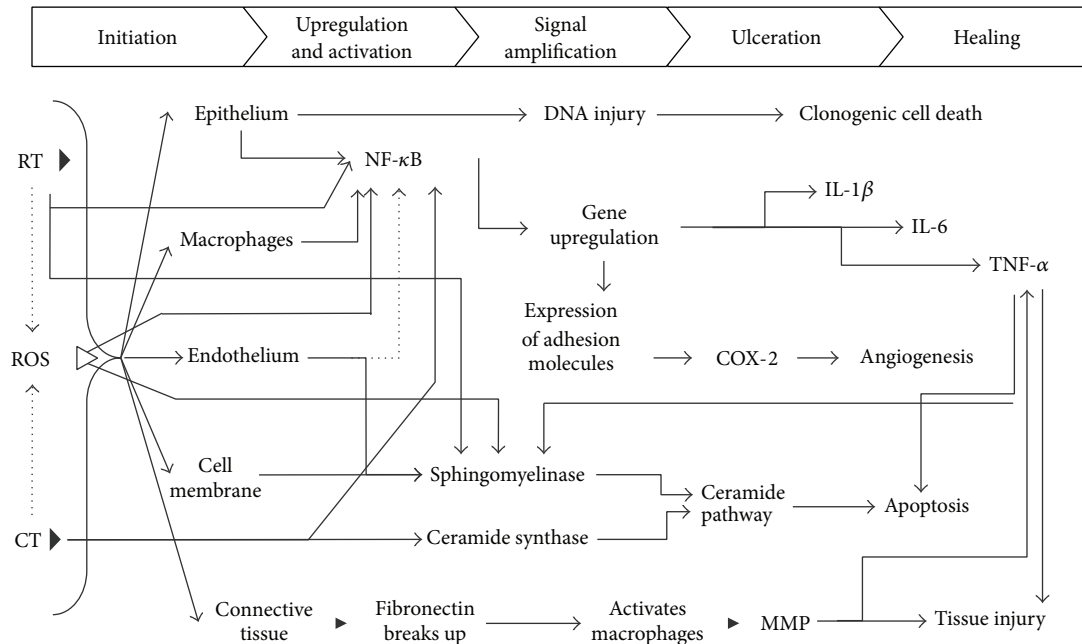 Initiation
Upregulation
and activation
Signal
amplification
Ulceration
Healing
Epithelium
DNA injury
Clonogenic cell death
RT
NF-κB
IL-1β
Macrophages
Gene
upregulation
IL-6
TNF-α
Expression
of adhesion
molecules
ROS
Endothelium
COX-2
Angiogenesis
Cell
membrane
Sphingomyelinase
Ceramide
pathway
Apoptosis
CT
Ceramide synthase
Connective
tissue
Fibronectin
breaks up
Activates
macrophages
MMP
Tissue injury